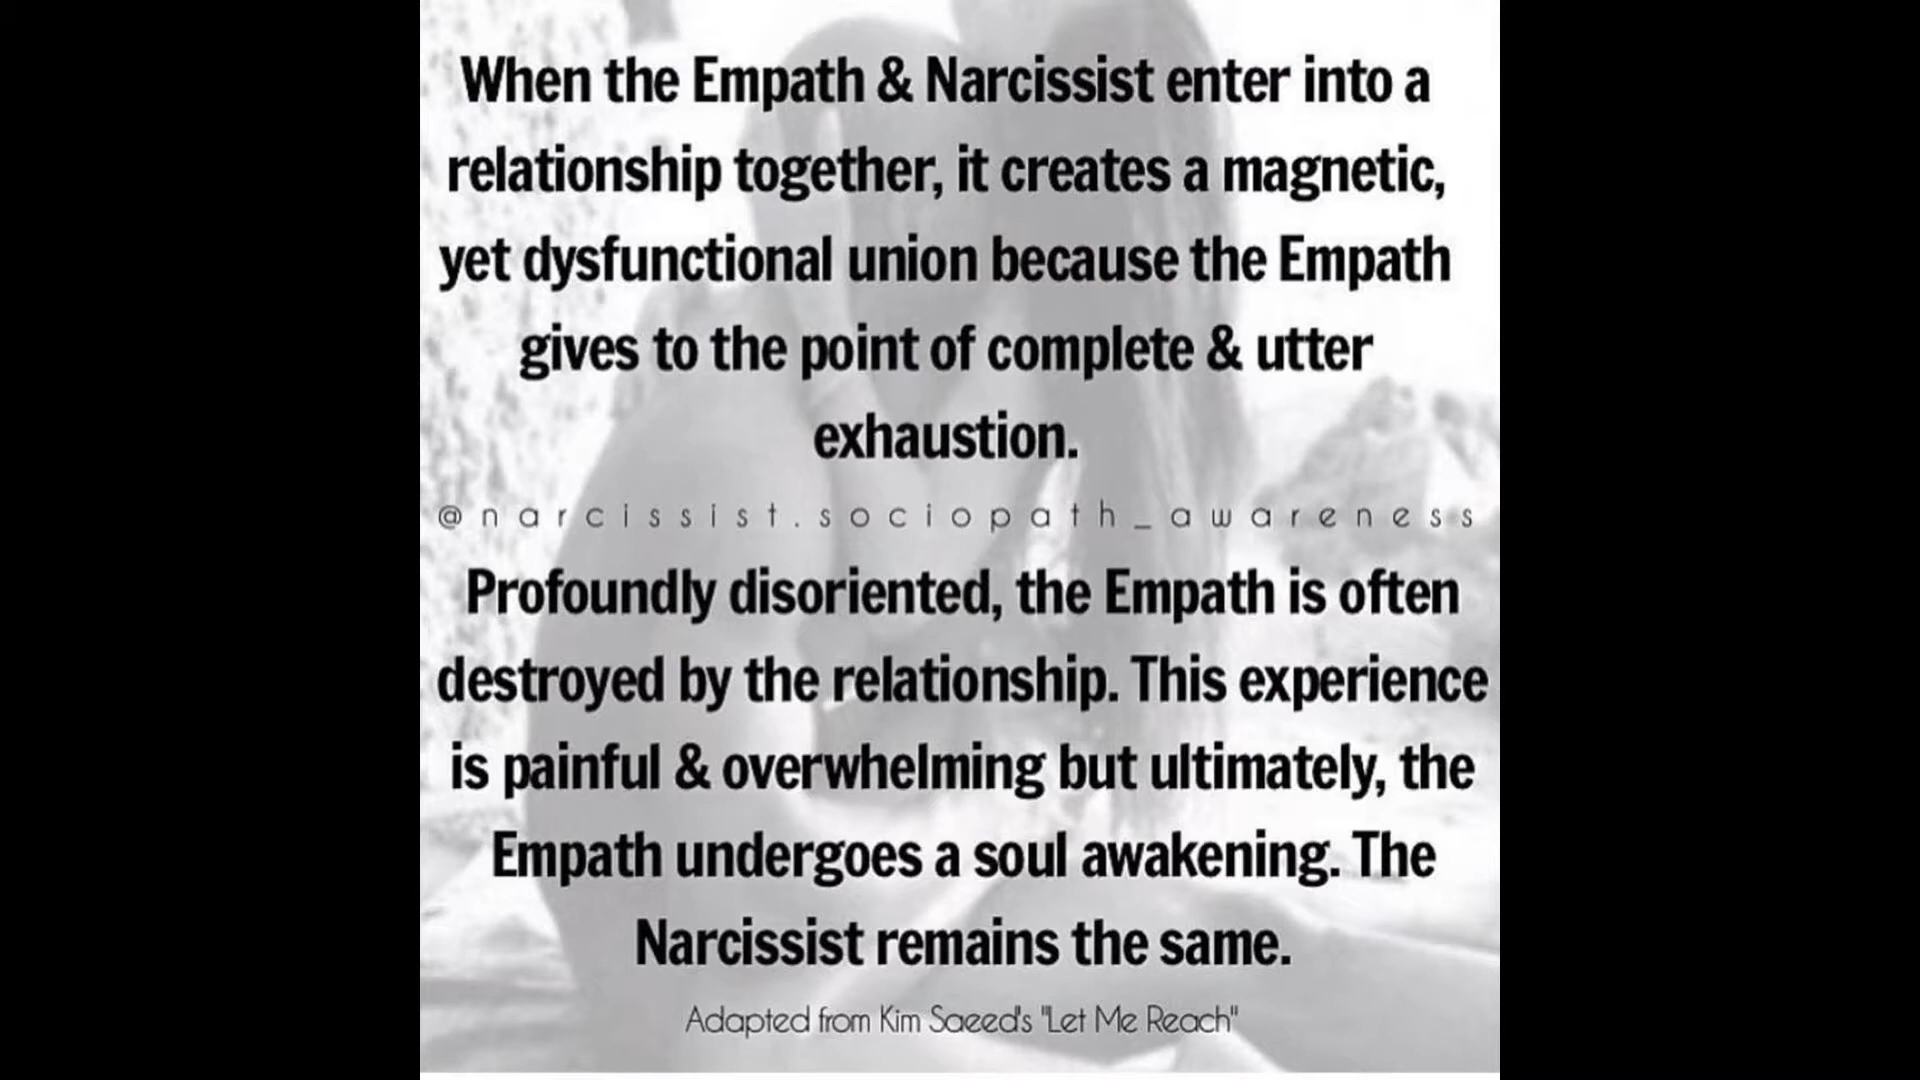 When the Empath & Narcissist enter into a
relationship together, it creates a magnetic,
yet dysfunctional union because the Empath
gives to the point of complete & utter
exhaustion.
@narcissist.sociopath_awareness
Profoundly disoriented, the Empath is often
destroyed by the relationship. This experience
is painful & overwhelming but ultimately, the
Empath undergoes a soul awakening. The
Narcissist remains the same.
Adapted from Kim Saeed's "Let Me Reach"